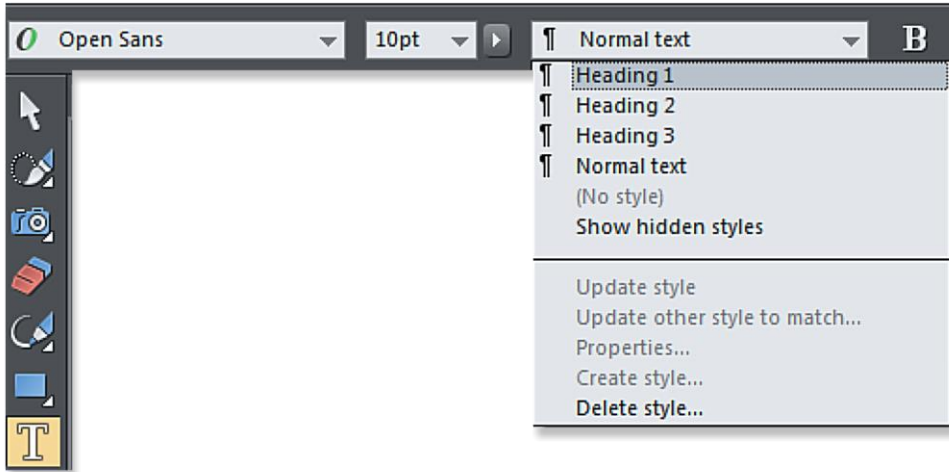 Open Sans 10pt ¶ Normal text B
¶ Heading 1
¶ Heading 2
¶ Heading 3
¶ Normal text
(No style)
Show hidden styles
Update style
Update other style to match...
Properties...
Create style...
Delete style...
T